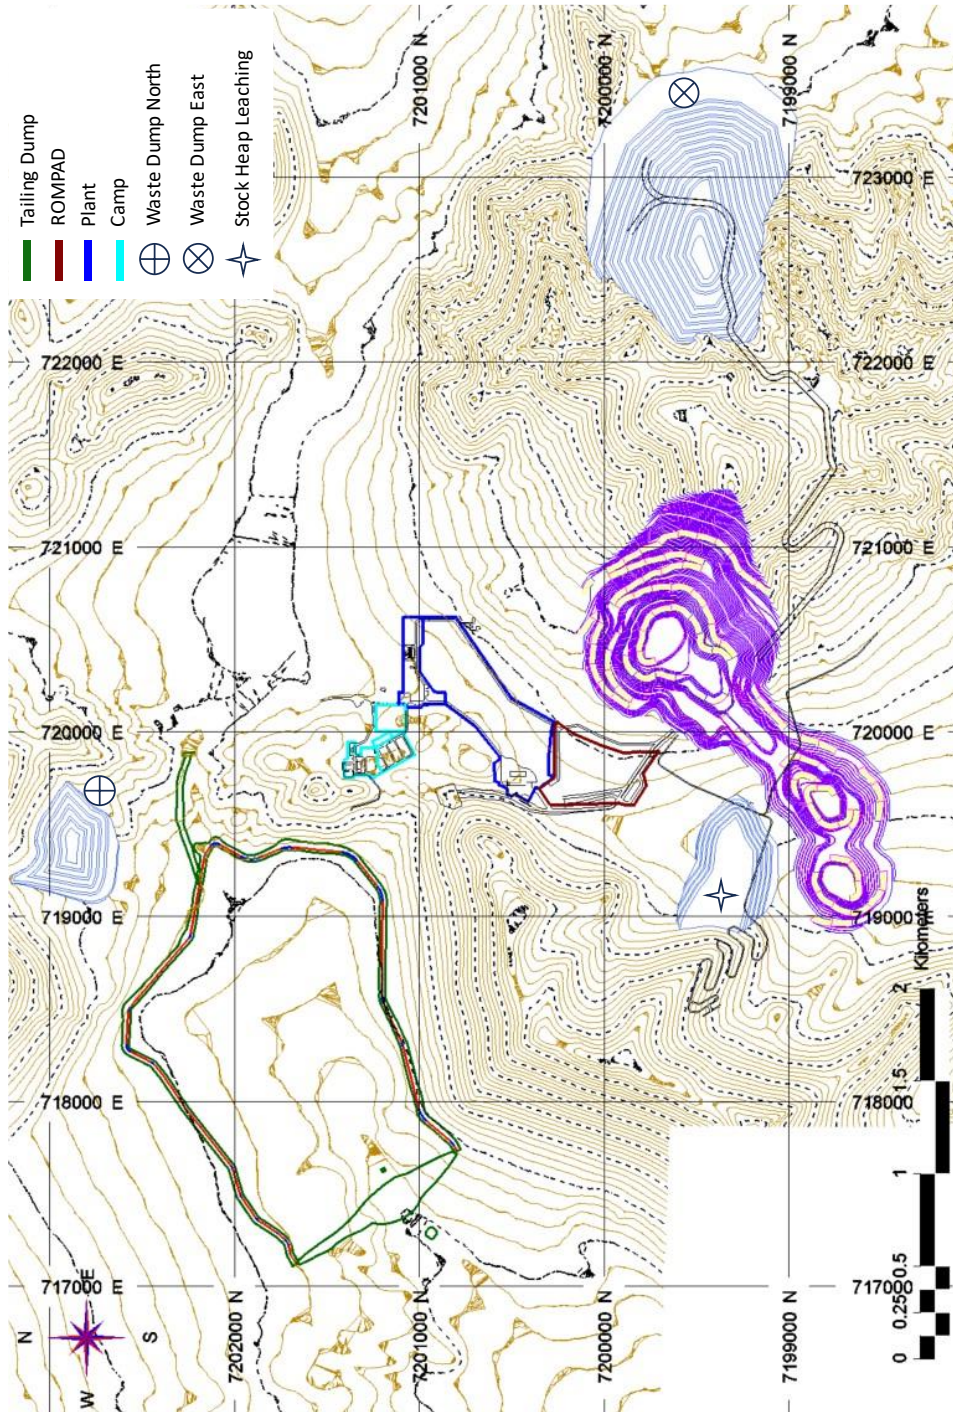 Tailing Dump
ROMPAD
Plant
Camp
Waste Dump North
Waste Dump East
Stock Heap Leaching
7201000 N
7200000 N
7199000 N
723000 E
723000 E
722000 E
722000 E
721000 E
721000 E
720000 E
720000 E
719000 E
719000 E
718000 E
718000
717000 E
717000
7202000 N
7201000 N
7200000 N
7199000 N
N
E
S
W
Kilometers
0 0.25 0.5 1 1.5 2